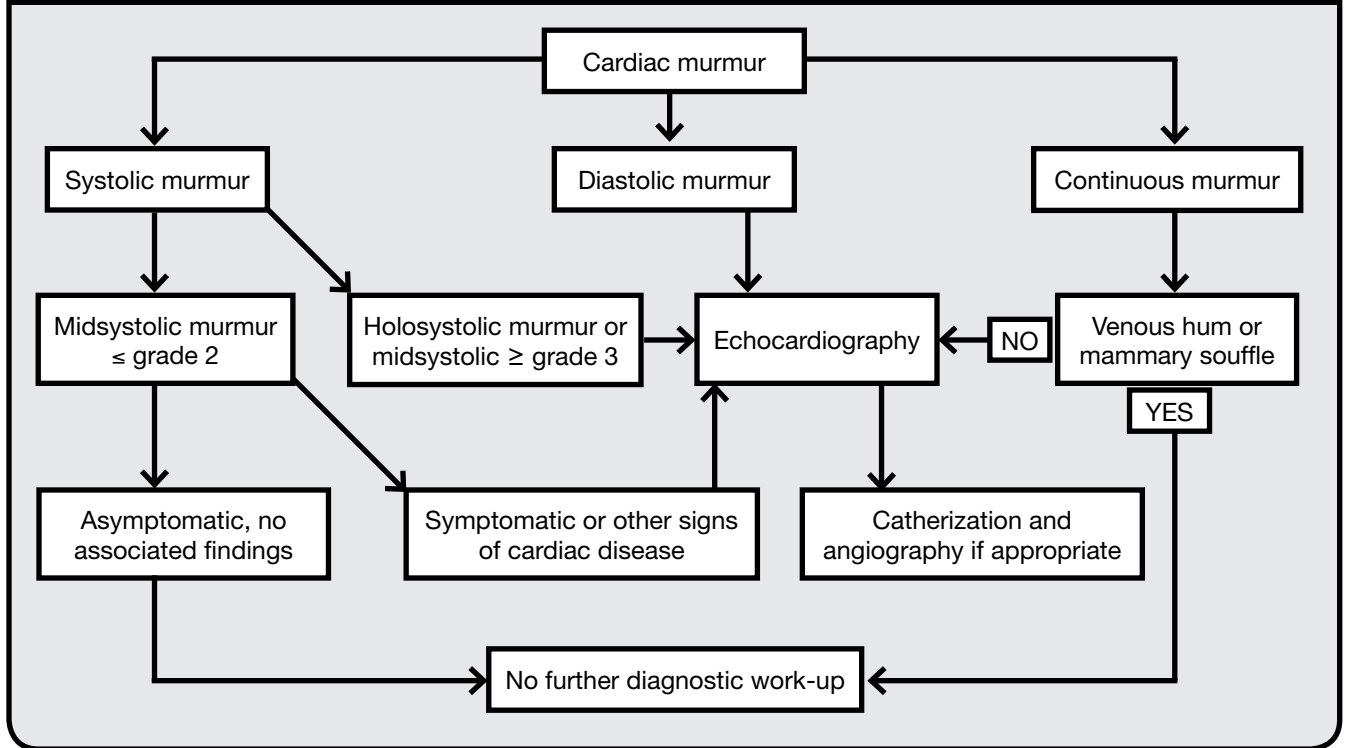 Cardiac murmur
Systolic murmur
Diastolic murmur
Continuous murmur
Midsystolic murmur
≤ grade 2
Holosystolic murmur or
midsystolic ≥ grade 3
Echocardiography
NO
Venous hum or
mammary souffle
YES
Asymptomatic, no
associated findings
Symptomatic or other signs
of cardiac disease
Catherization and
angiography if appropriate
No further diagnostic work-up